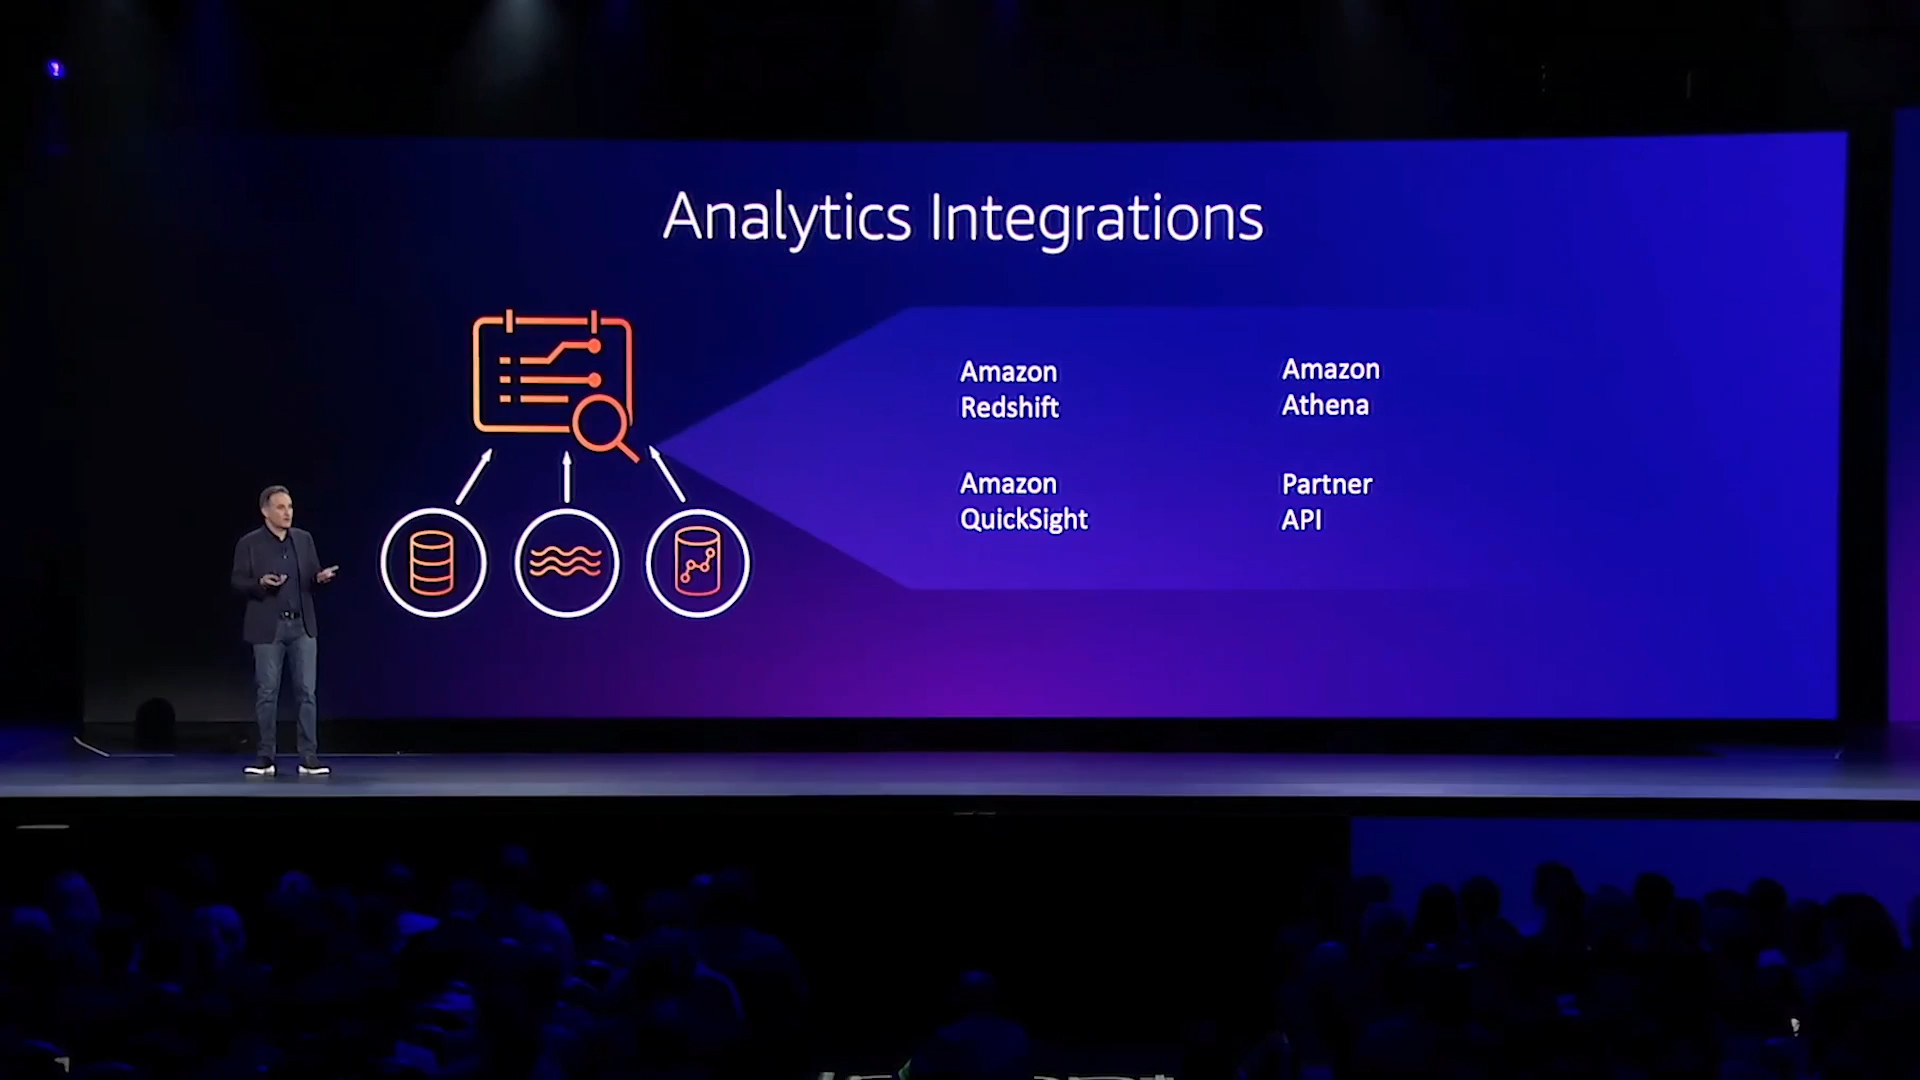 Analytics Integrations
Amazon
Redshift
Amazon
Athena
Amazon
QuickSight
Partner
API